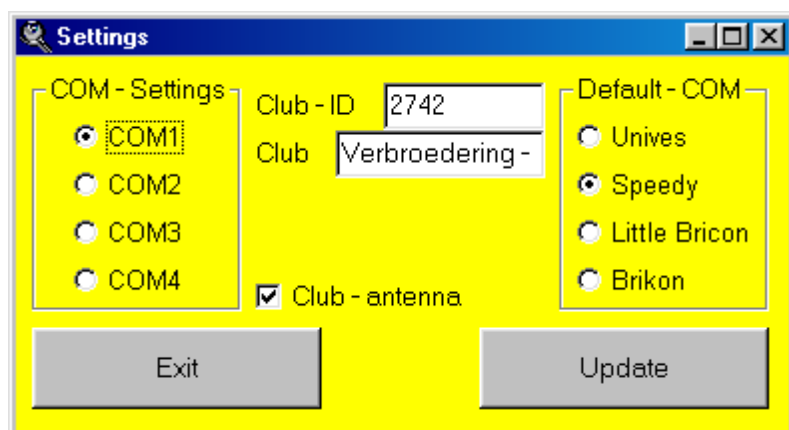 Settings
COM - Settings
COM1
COM2
COM3
COM4
Club - ID 2742
Club Verbroedering -
Club - antenna
Default - COM
Unives
Speedy
Little Bricon
Brikon
Exit
Update